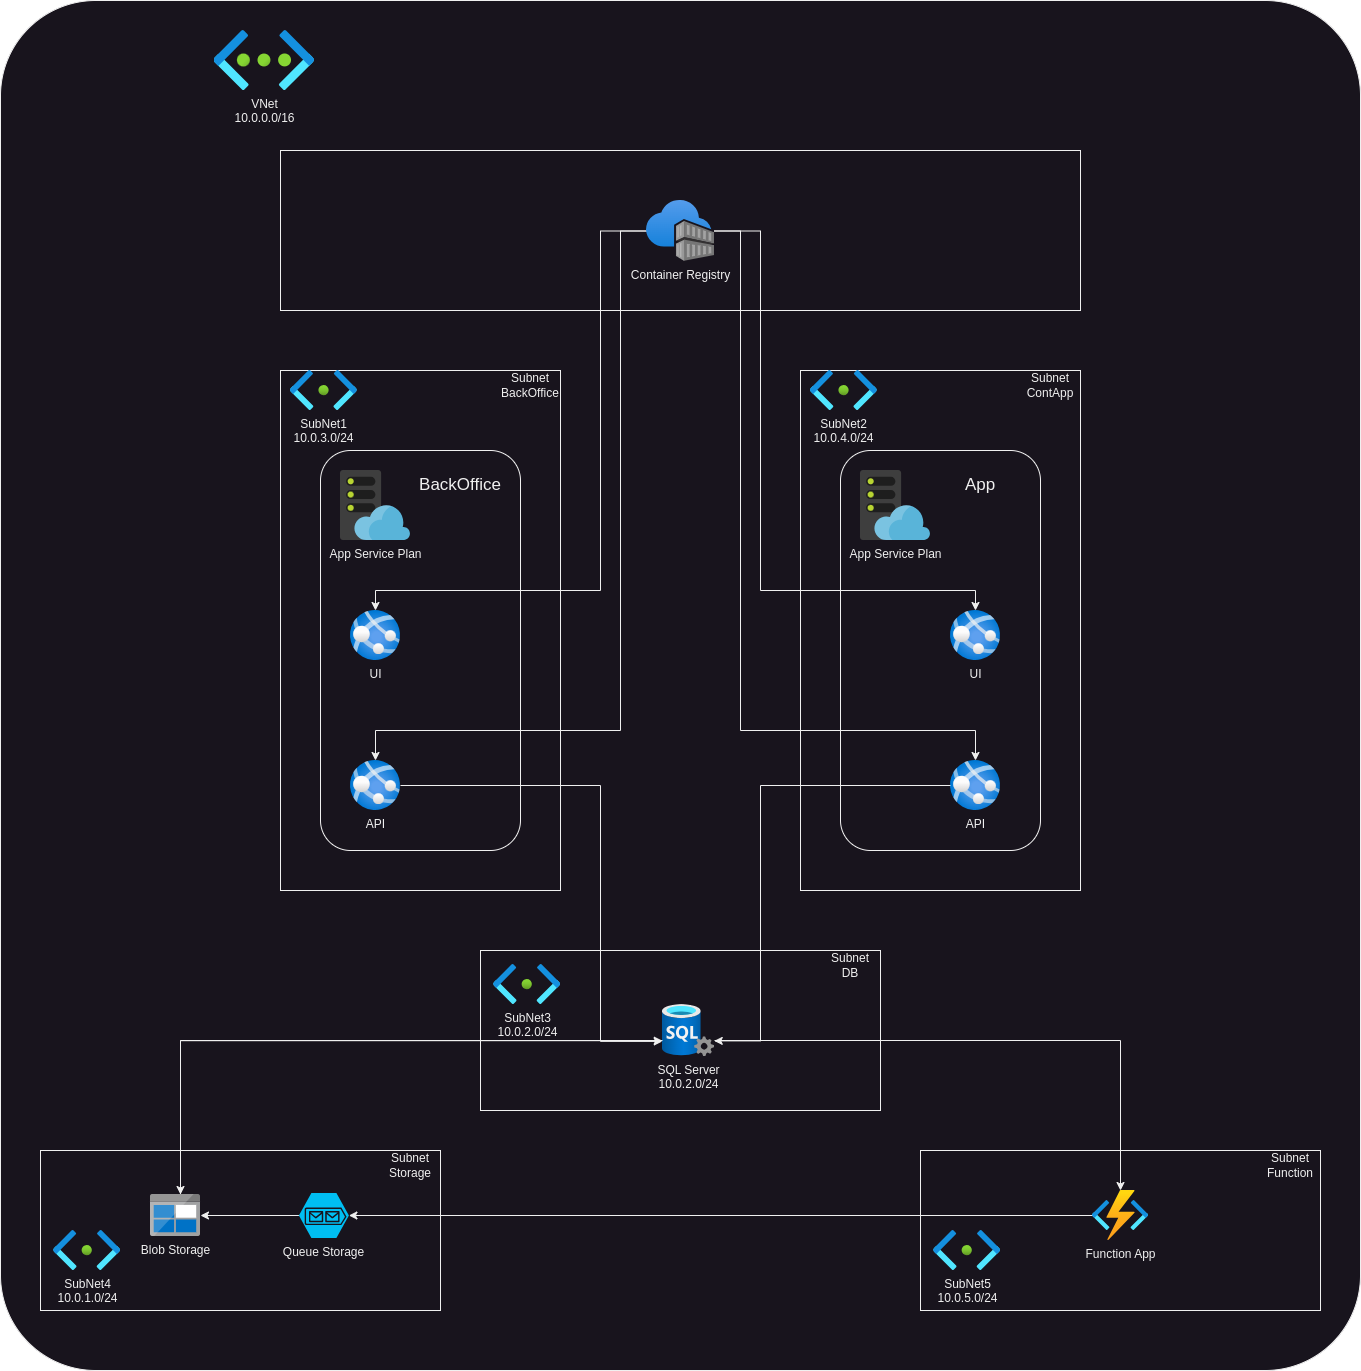 VNet
10.0.0.0/16
Container Registry
Subnet
BackOffice
SubNet1
10.0.3.0/24
BackOffice
App Service Plan
UI
API
Subnet
ContApp
SubNet2
10.0.4.0/24
App
App Service Plan
UI
API
Subnet
DB
SubNet3
10.0.2.0/24
SQL
SQL Server
10.0.2.0/24
Subnet
Storage
Blob Storage
Queue Storage
SubNet4
10.0.1.0/24
Subnet
Function
Function App
SubNet5
10.0.5.0/24